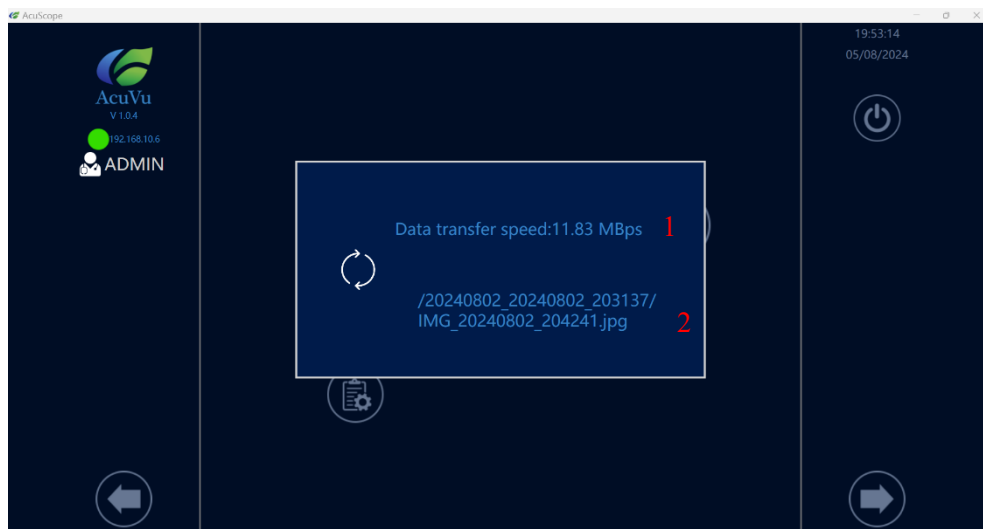 AcuScope
19:53:14
05/08/2024
AcuVu
V 1.0.4
192.168.10.6
ADMIN
Data transfer speed:11.83 MBps
1
/20240802_20240802_203137/
IMG_20240802_204241.jpg
2